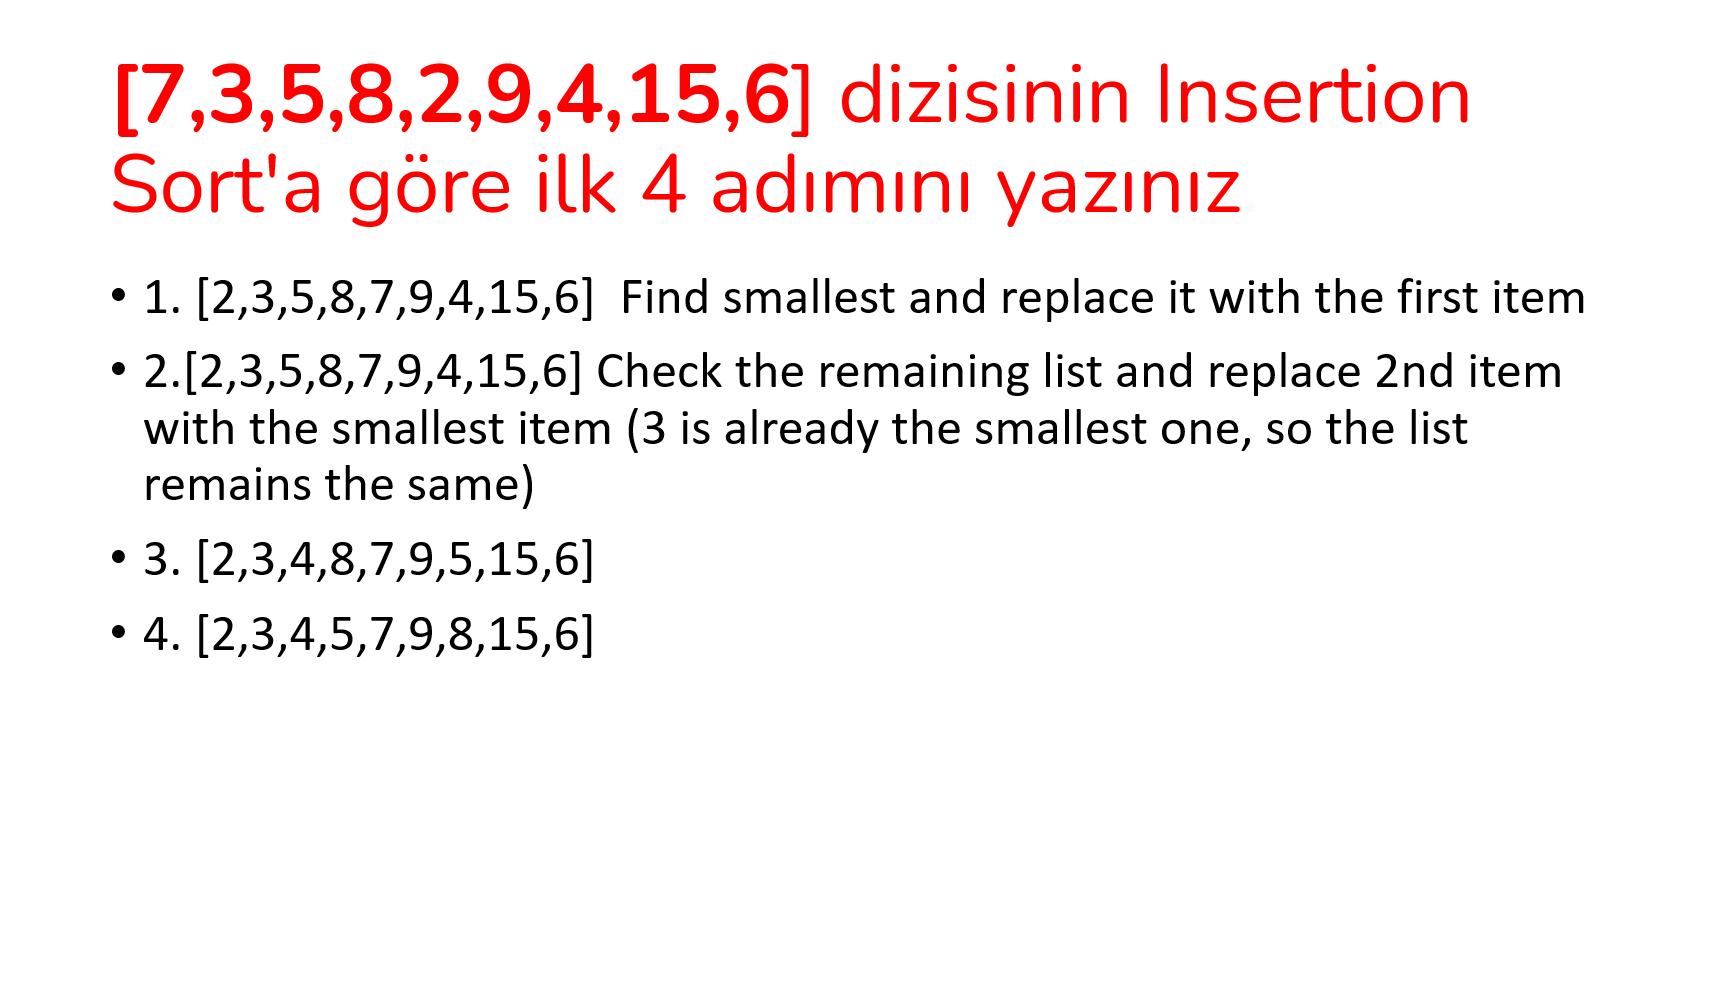 [7,3,5,8,2,9,4,15,6] dizisinin Insertion
Sort'a göre ilk 4 adımını yazınız.
• 1. [2,3,5,8,7,9,4,15,6]  Find smallest and replace it with the first item
• 2.[2,3,5,8,7,9,4,15,6] Check the remaining list and replace 2nd item
with the smallest item (3 is already the smallest one, so the list
remains the same)
• 3. [2,3,4,8,7,9,5,15,6]
• 4. [2,3,4,5,7,9,8,15,6]